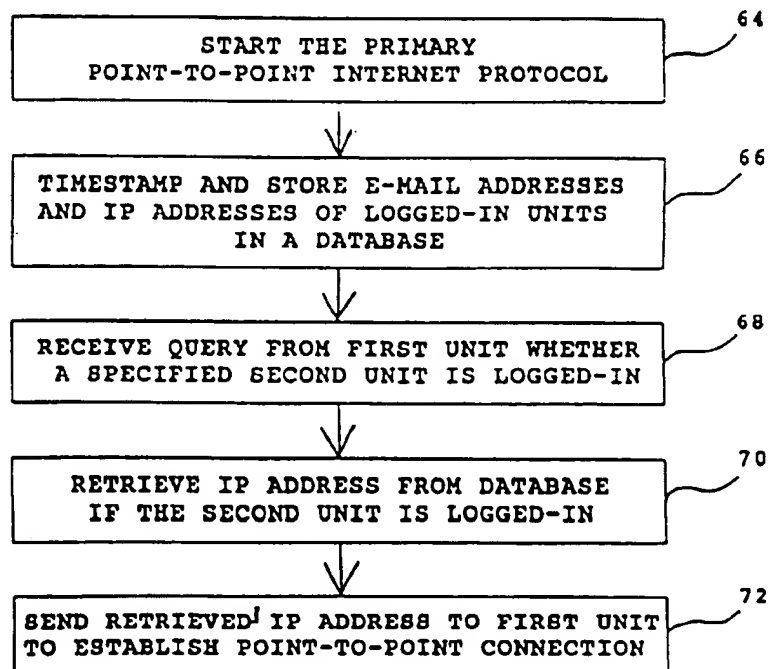 64
START THE PRIMARY
POINT-TO-POINT INTERNET PROTOCOL
66
TIMESTAMP AND STORE E-MAIL ADDRESSES
AND IP ADDRESSES OF LOGGED-IN UNITS
IN A DATABASE
68
RECEIVE QUERY FROM FIRST UNIT WHETHER
A SPECIFIED SECOND UNIT IS LOGGED-IN
70
RETRIEVE IP ADDRESS FROM DATABASE
IF THE SECOND UNIT IS LOGGED-IN
72
SEND RETRIEVED IP ADDRESS TO FIRST UNIT
TO ESTABLISH POINT-TO-POINT CONNECTION